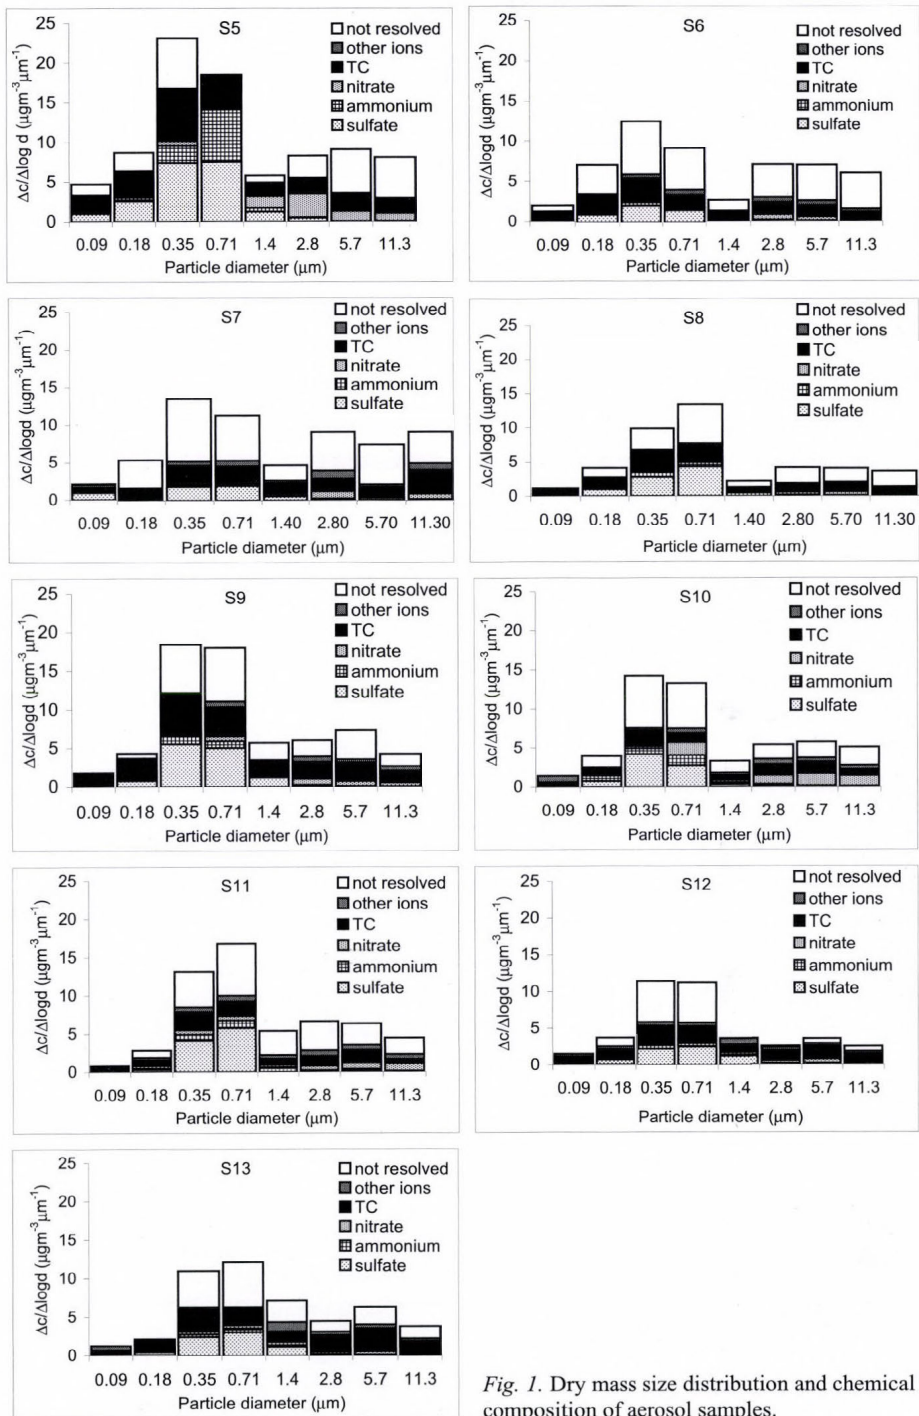 S5
Δc/Δlog d (μgm-3μm-1)
25
20
15
10
5
0
not resolved
other ions
TC
nitrate
ammonium
sulfate
0.09 0.18 0.35 0.71 1.4 2.8 5.7 11.3
Particle diameter (μm)
S6
Δc/Δlogd (μgm-3μm-1)
25
20
15
10
5
0
not resolved
other ions
TC
nitrate
ammonium
sulfate
0.09 0.18 0.35 0.71 1.4 2.8 5.7 11.3
Particle diameter (μm)
S7
Δc/Δlogd (μgm-3μm-1)
25
20
15
10
5
0
not resolved
other ions
TC
nitrate
ammonium
sulfate
0.09 0.18 0.35 0.71 1.40 2.80 5.70 11.30
Particle diameter (μm)
S8
Δc/Δlogd (μgm-3μm-1)
25
20
15
10
5
0
not resolved
other ions
TC
nitrate
ammonium
sulfate
0.09 0.18 0.35 0.71 1.40 2.80 5.70 11.30
Particle diameter (μm)
S9
Δc/Δlogd (μgm-3μm-1)
25
20
15
10
5
0
not resolved
other ions
TC
nitrate
ammonium
sulfate
0.09 0.18 0.35 0.71 1.4 2.8 5.7 11.3
Particle diameter (μm)
S10
Δc/Δlogd (μgm-3μm-1)
25
20
15
10
5
0
not resolved
other ions
TC
nitrate
ammonium
sulfate
0.09 0.18 0.35 0.71 1.4 2.8 5.7 11.3
Particle diameter (μm)
S11
Δc/Δlogd (μgm-3μm-1)
25
20
15
10
5
0
not resolved
other ions
TC
nitrate
ammonium
sulfate
0.09 0.18 0.35 0.71 1.4 2.8 5.7 11.3
Particle diameter (μm)
S12
Δc/Δlogd (μgm-3μm-1)
25
20
15
10
5
0
not resolved
other ions
TC
nitrate
ammonium
sulfate
0.09 0.18 0.35 0.71 1.4 2.8 5.7 11.3
Particle diameter (μm)
S13
Δc/Δlogd (μgm-3μm-1)
25
20
15
10
5
0
not resolved
other ions
TC
nitrate
ammonium
sulfate
0.09 0.18 0.35 0.71 1.4 2.8 5.7 11.3
Particle diameter (μm)
Fig. 1. Dry mass size distribution and chemical
composition of aerosol samples.